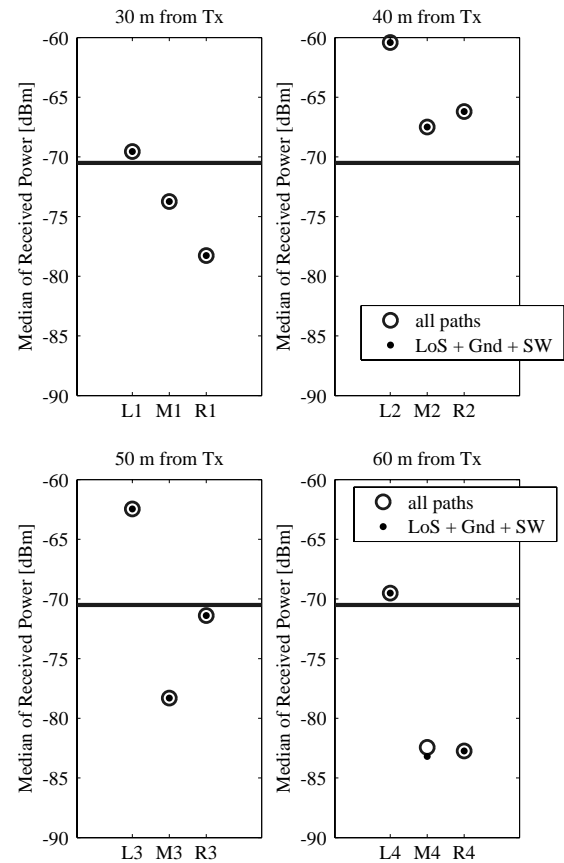 30 m from Tx
Median of Received Power [dBm]
-60
-65
-70
-75
-80
-85
-90
L1 M1 R1
40 m from Tx
Median of Received Power [dBm]
-60
-65
-70
-75
-80
-85
-90
all paths
LoS + Gnd + SW
L2 M2 R2
50 m from Tx
Median of Received Power [dBm]
-60
-65
-70
-75
-80
-85
-90
L3 M3 R3
60 m from Tx
Median of Received Power [dBm]
-60
-65
-70
-75
-80
-85
-90
all paths
LoS + Gnd + SW
L4 M4 R4